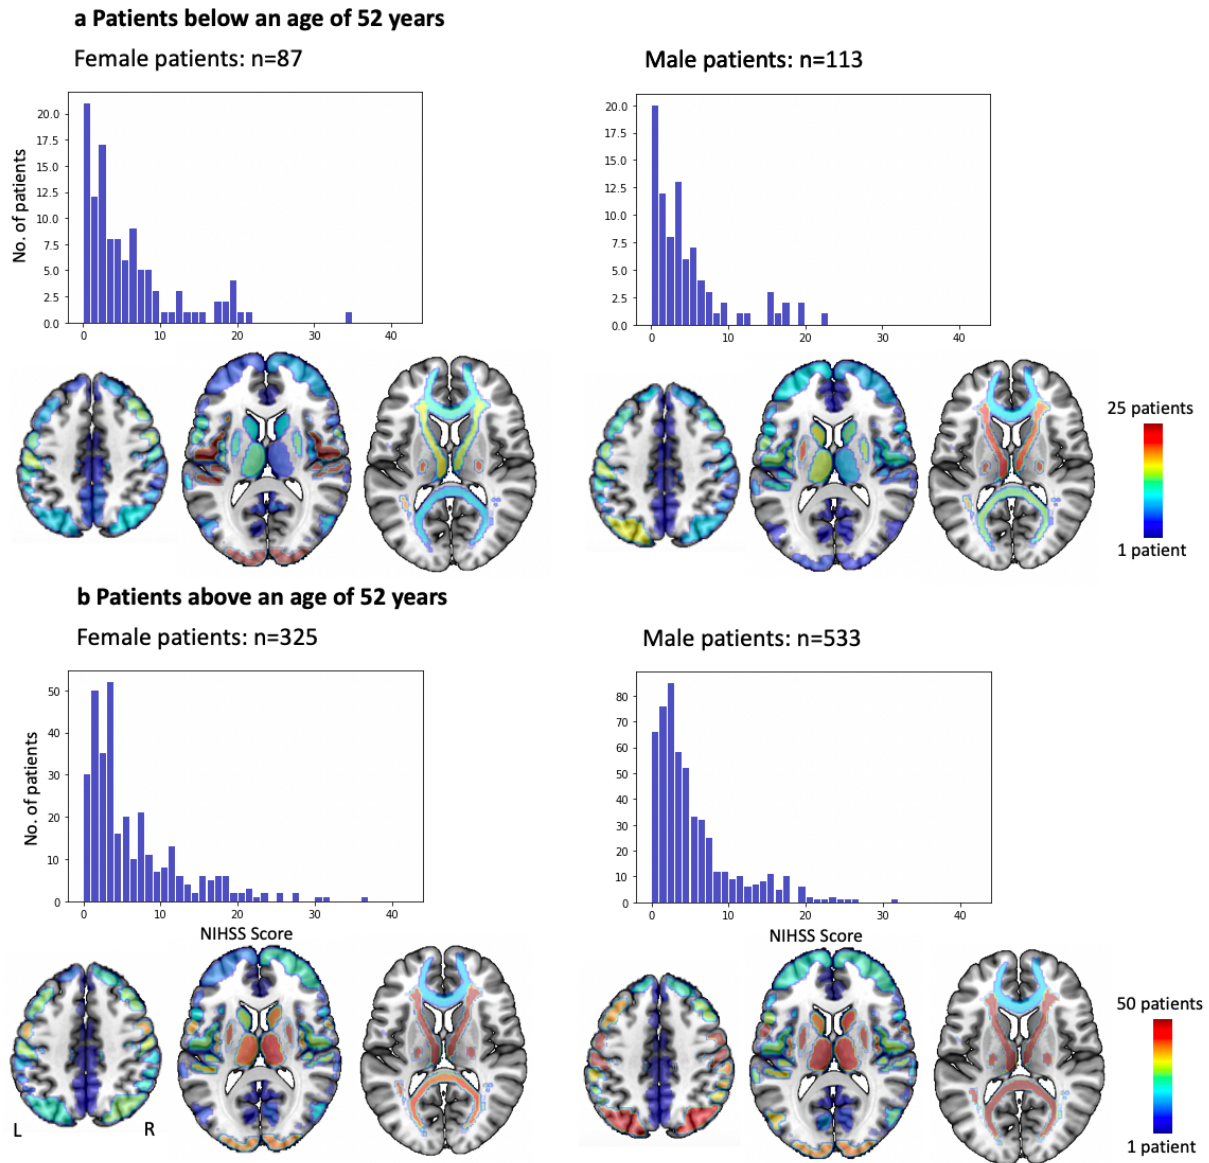 a Patients below an age of 52 years
Female patients: n=87
Male patients: n=113
No. of patients
20.0
17.5
15.0
12.5
10.0
7.5
5.0
2.5
0.0
0 10 20 30 40
20.0
17.5
15.0
12.5
10.0
7.5
5.0
2.5
0.0
0 10 20 30 40
25 patients
1 patient
b Patients above an age of 52 years
Female patients: n=325
Male patients: n=533
No. of patients
50
40
30
20
10
0
0 10 20 30 40
NIHSS Score
80
70
60
50
40
30
20
10
0
0 10 20 30 40
NIHSS Score
L R
50 patients
1 patient